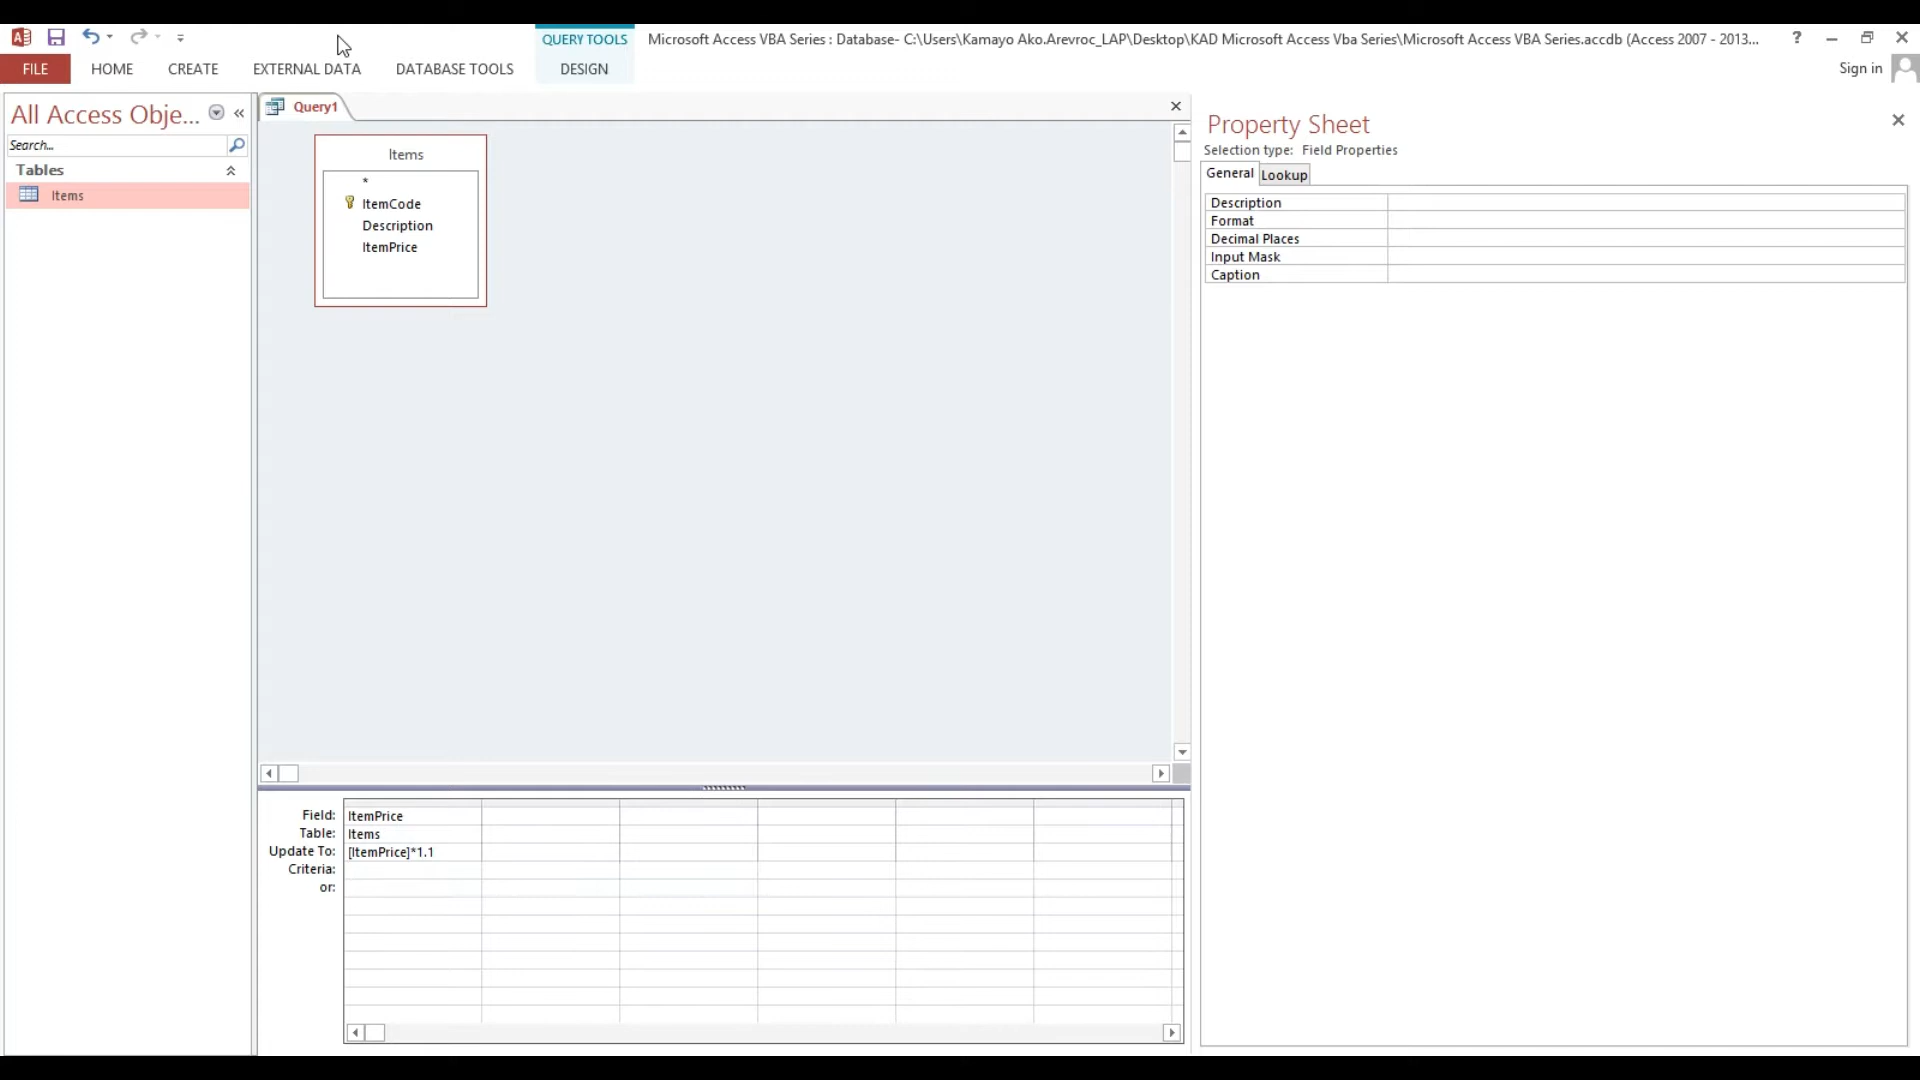 QUERY TOOLS
Microsoft Access VBA Series : Database- C:\Users\Kamayo Ako.Arevroc_LAP\Desktop\KAD Microsoft Access Vba Series\Microsoft Access VBA Series.accdb (Access 2007 - 2013...
?
FILE
HOME
CREATE
EXTERNAL DATA
DATABASE TOOLS
DESIGN
Sign in
All Access Obje...
Search...
Tables
Items
Query1
Items
*
ItemCode
Description
ItemPrice
Field: ItemPrice
Table: Items
Update To: [ItemPrice]*1.1
Criteria:
or:
Property Sheet
Selection type: Field Properties
General Lookup
Description
Format
Decimal Places
Input Mask
Caption